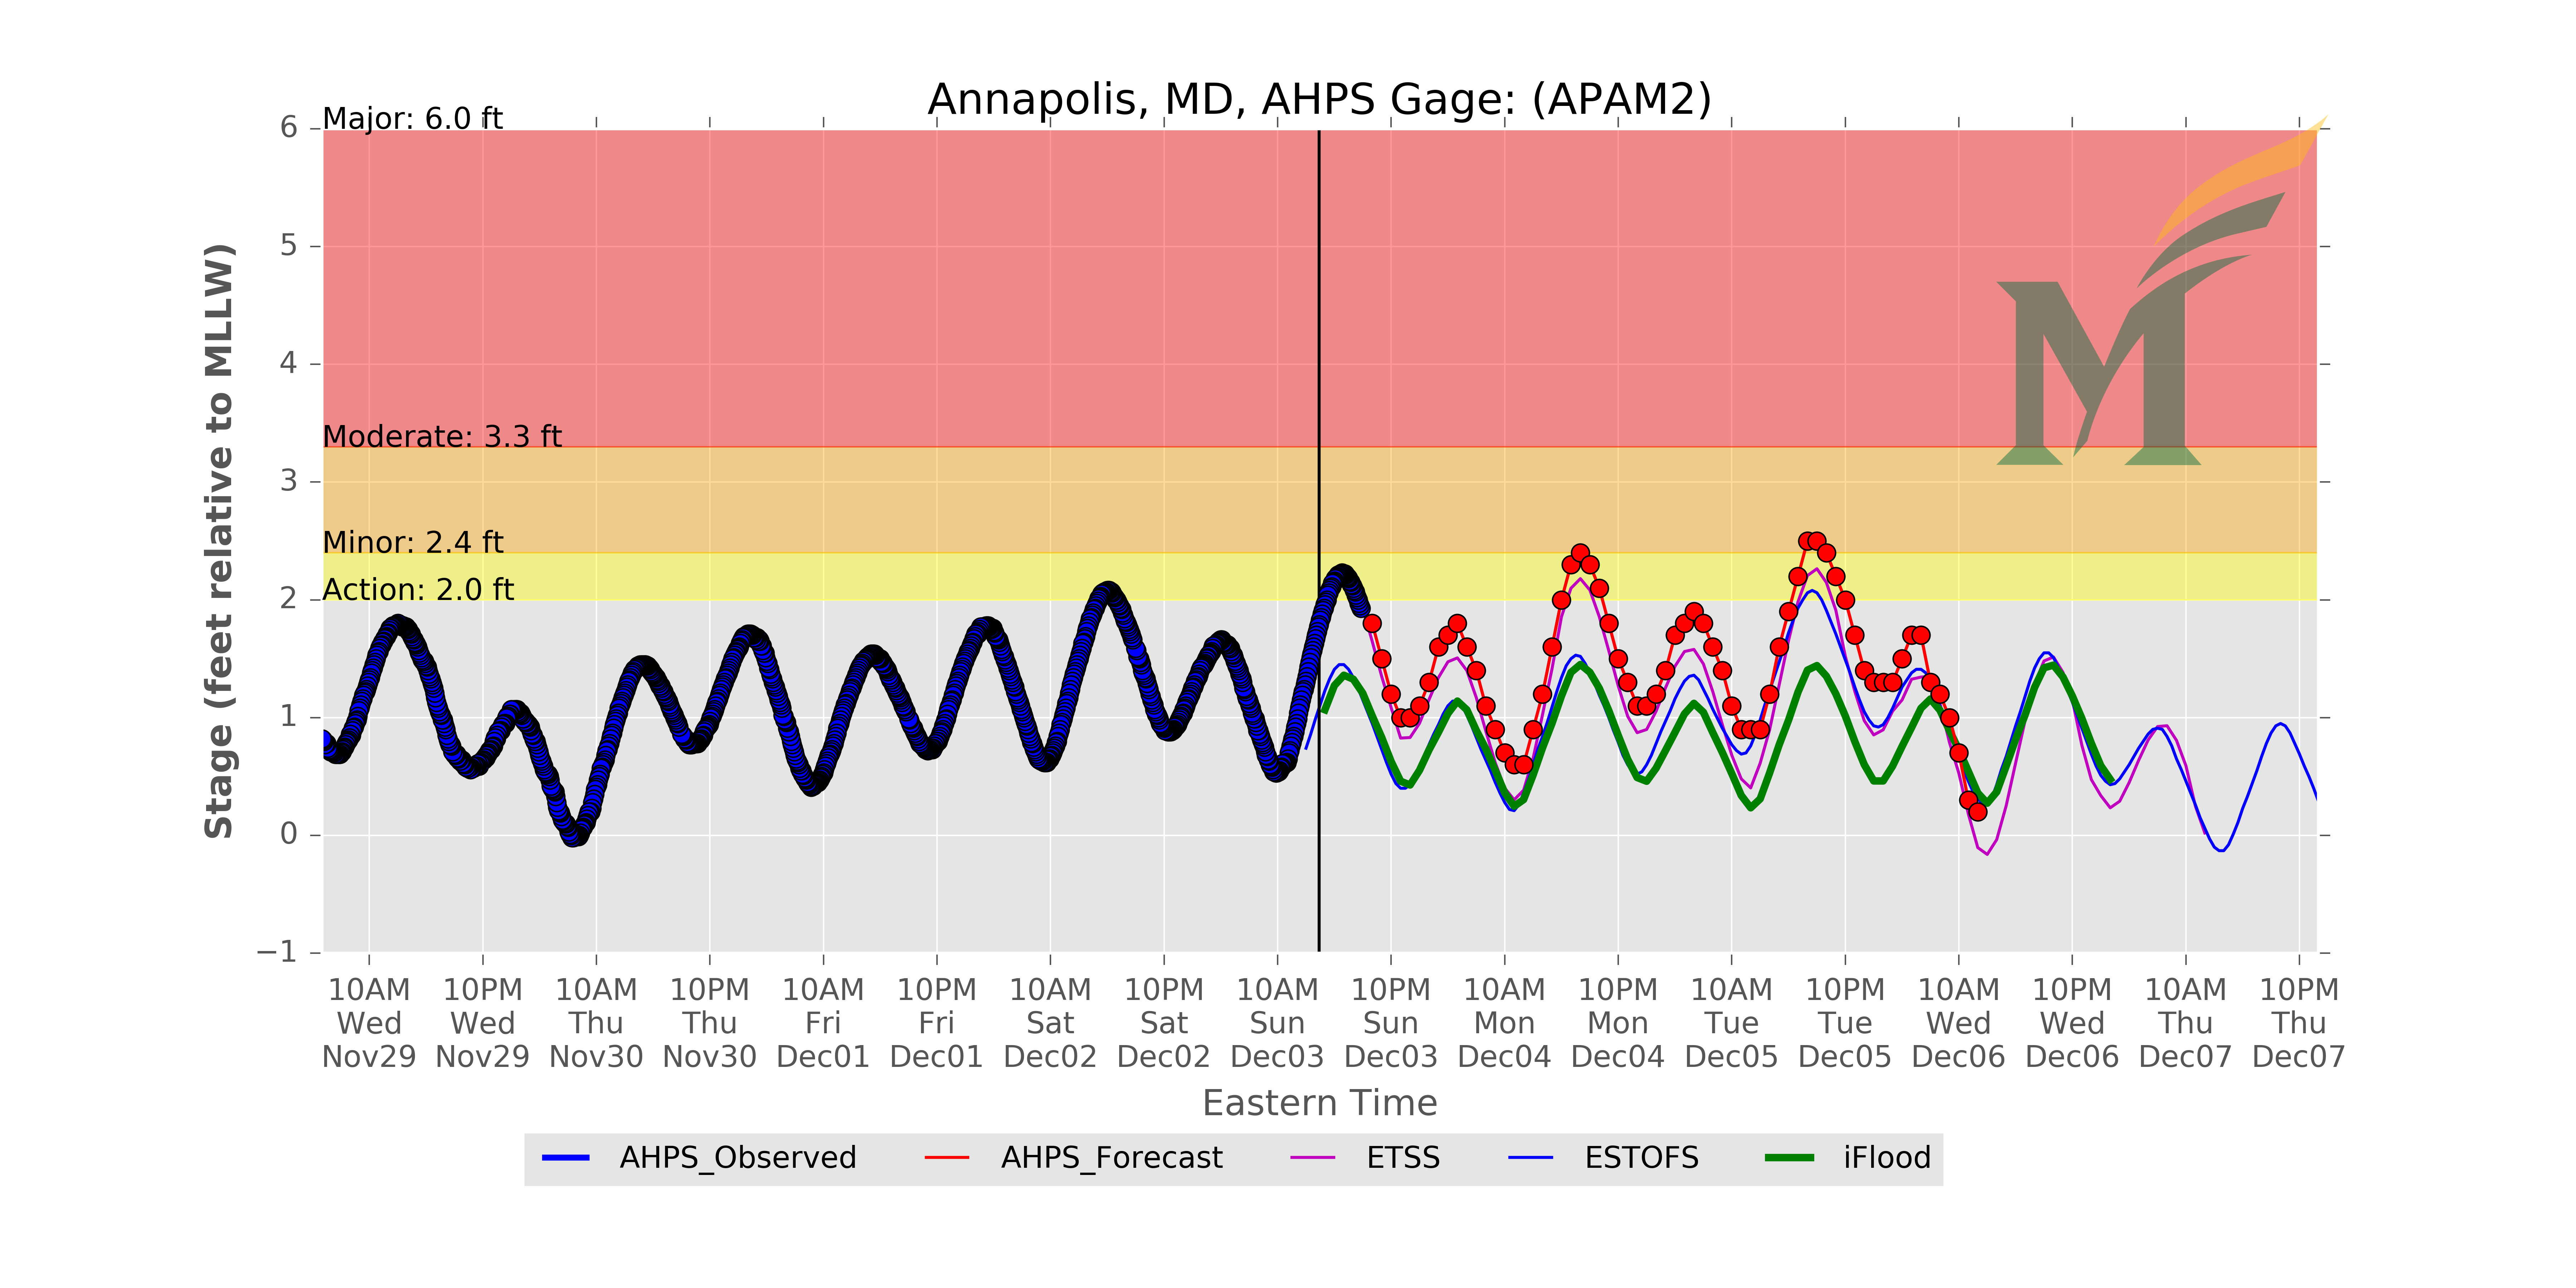 Annapolis, MD, AHPS Gage: (APAM2)
Major: 6.0 ft
Moderate: 3.3 ft
Minor: 2.4 ft
Action: 2.0 ft
6
5
4
3
2
1
0
−1
Stage (feet relative to MLLW)
10AM 10PM 10AM 10PM 10AM 10PM 10AM 10PM 10AM 10PM 10AM 10PM 10AM 10PM 10AM 10PM 10AM 10PM
Wed Wed Thu Thu Fri Fri Sat Sat Sun Sun Mon Mon Tue Tue Wed Wed Thu Thu
Nov29 Nov29 Nov30 Nov30 Dec01 Dec01 Dec02 Dec02 Dec03 Dec03 Dec04 Dec04 Dec05 Dec05 Dec06 Dec06 Dec07 Dec07
Eastern Time
AHPS_Observed AHPS_Forecast ETSS ESTOFS iFlood
M